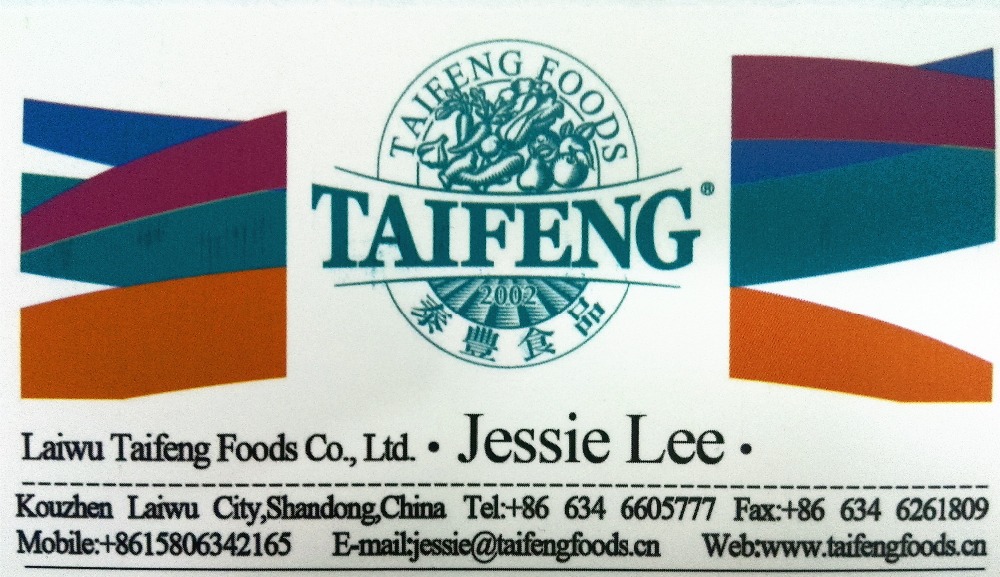 TAIFENG FOODS
TAIFENG®
2002
泰豐食品
Laiwu Taifeng Foods Co., Ltd. • Jessie Lee •
Kouzhen Laiwu City,Shandong,China Tel:+86 634 6605777 Fax:+86 634 6261809
Mobile:+8615806342165 E-mail:jessie@taifengfoods.cn Web:www.taifengfoods.cn